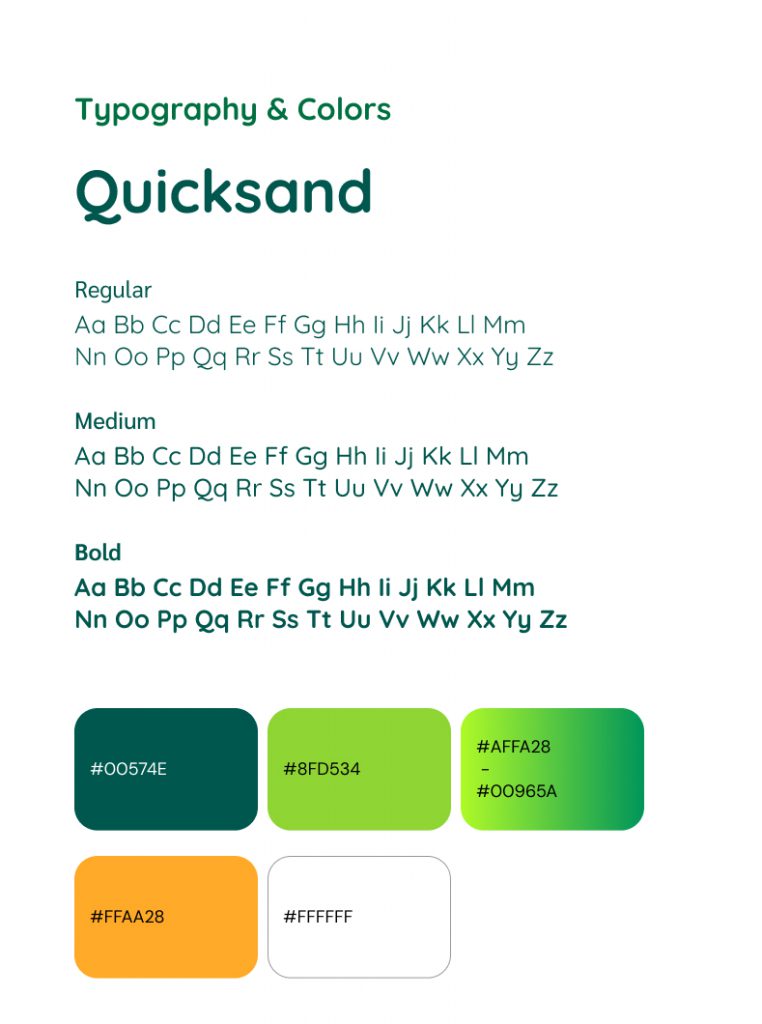 Typography & Colors
Quicksand
Regular
Aa Bb Cc Dd Ee Ff Gg Hh Ii Jj Kk Ll Mm
Nn Oo Pp Qq Rr Ss Tt Uu Vv Ww Xx Yy Zz
Medium
Aa Bb Cc Dd Ee Ff Gg Hh Ii Jj Kk Ll Mm
Nn Oo Pp Qq Rr Ss Tt Uu Vv Ww Xx Yy Zz
Bold
Aa Bb Cc Dd Ee Ff Gg Hh Ii Jj Kk Ll Mm
Nn Oo Pp Qq Rr Ss Tt Uu Vv Ww Xx Yy Zz
#00574E
#8FD534
#AFFA28
-
#00965A
#FFAA28
#FFFFFF